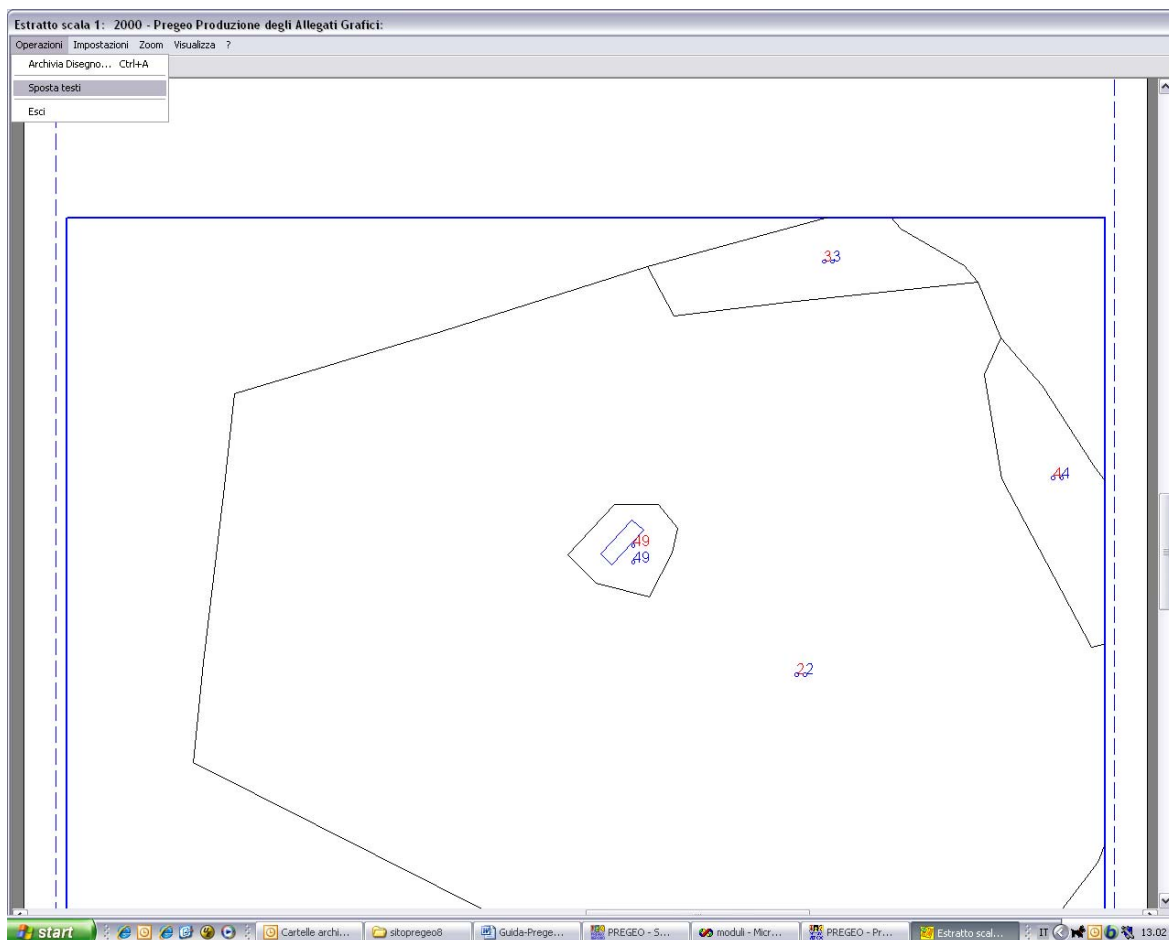 Estratto scala 1: 2000 - Pregeo Produzione degli Allegati Grafici:
Operazioni Impostazioni Zoom Visualizza ?
Archivia Disegno... Ctrl+A
Sposta testi
Esci
33
44
49
49
22
start Cartelle archi... sitopregeo8 Guida-Prege... PREGEO - S... moduli - Micr... PREGEO - Pr... Estratto scal... IT 13.02